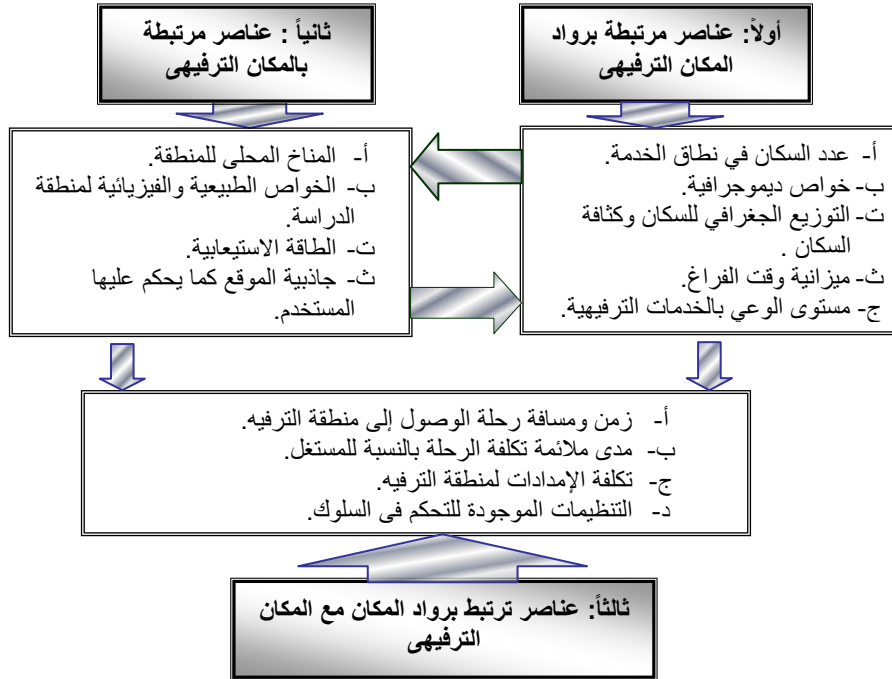 أولاً: عناصر مرتبطة برواد
المكان الترفيهى
ثانياً : عناصر مرتبطة
بالمكان الترفيهى
أ- عدد السكان في نطاق الخدمة.
ب- خواص ديموجرافية.
ت- التوزيع الجغرافي للسكان وكثافة
السكان .
ث- ميزانية وقت الفراغ.
ج- مستوى الوعي بالخدمات الترفيهية.
أ- المناخ المحلى للمنطقة.
ب- الخواص الطبيعية والفيزيائية لمنطقة
الدراسة.
ت- الطاقة الاستيعابية.
ث- جاذبية الموقع كما يحكم عليها
المستخدم.
أ- زمن ومسافة رحلة الوصول إلى منطقة الترفيه.
ب- مدى ملائمة تكلفة الرحلة بالنسبة للمستغل.
ج- تكلفة الإمدادات لمنطقة الترفيه.
د- التنظيمات الموجودة للتحكم فى السلوك.
ثالثاً: عناصر ترتبط برواد المكان مع المكان
الترفيهى